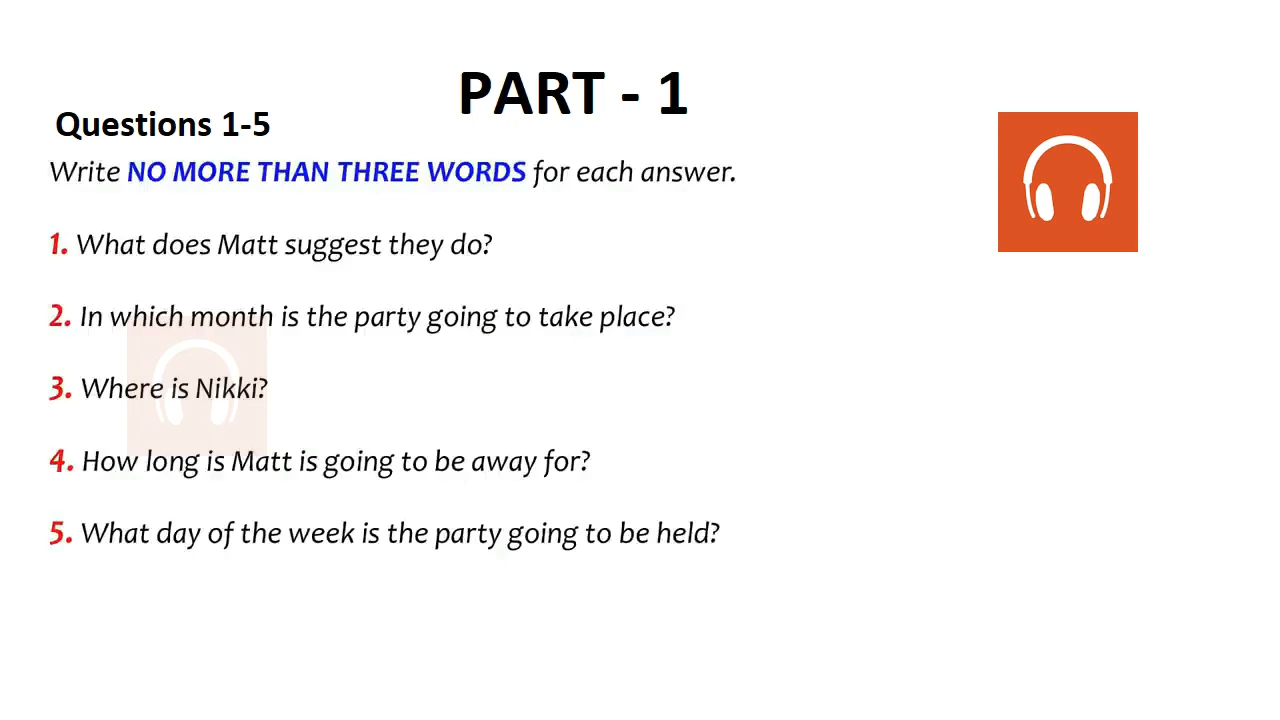 PART - 1
Questions 1-5
Write NO MORE THAN THREE WORDS for each answer.
1. What does Matt suggest they do?
2. In which month is the party going to take place?
3. Where is Nikki?
4. How long is Matt is going to be away for?
5. What day of the week is the party going to be held?